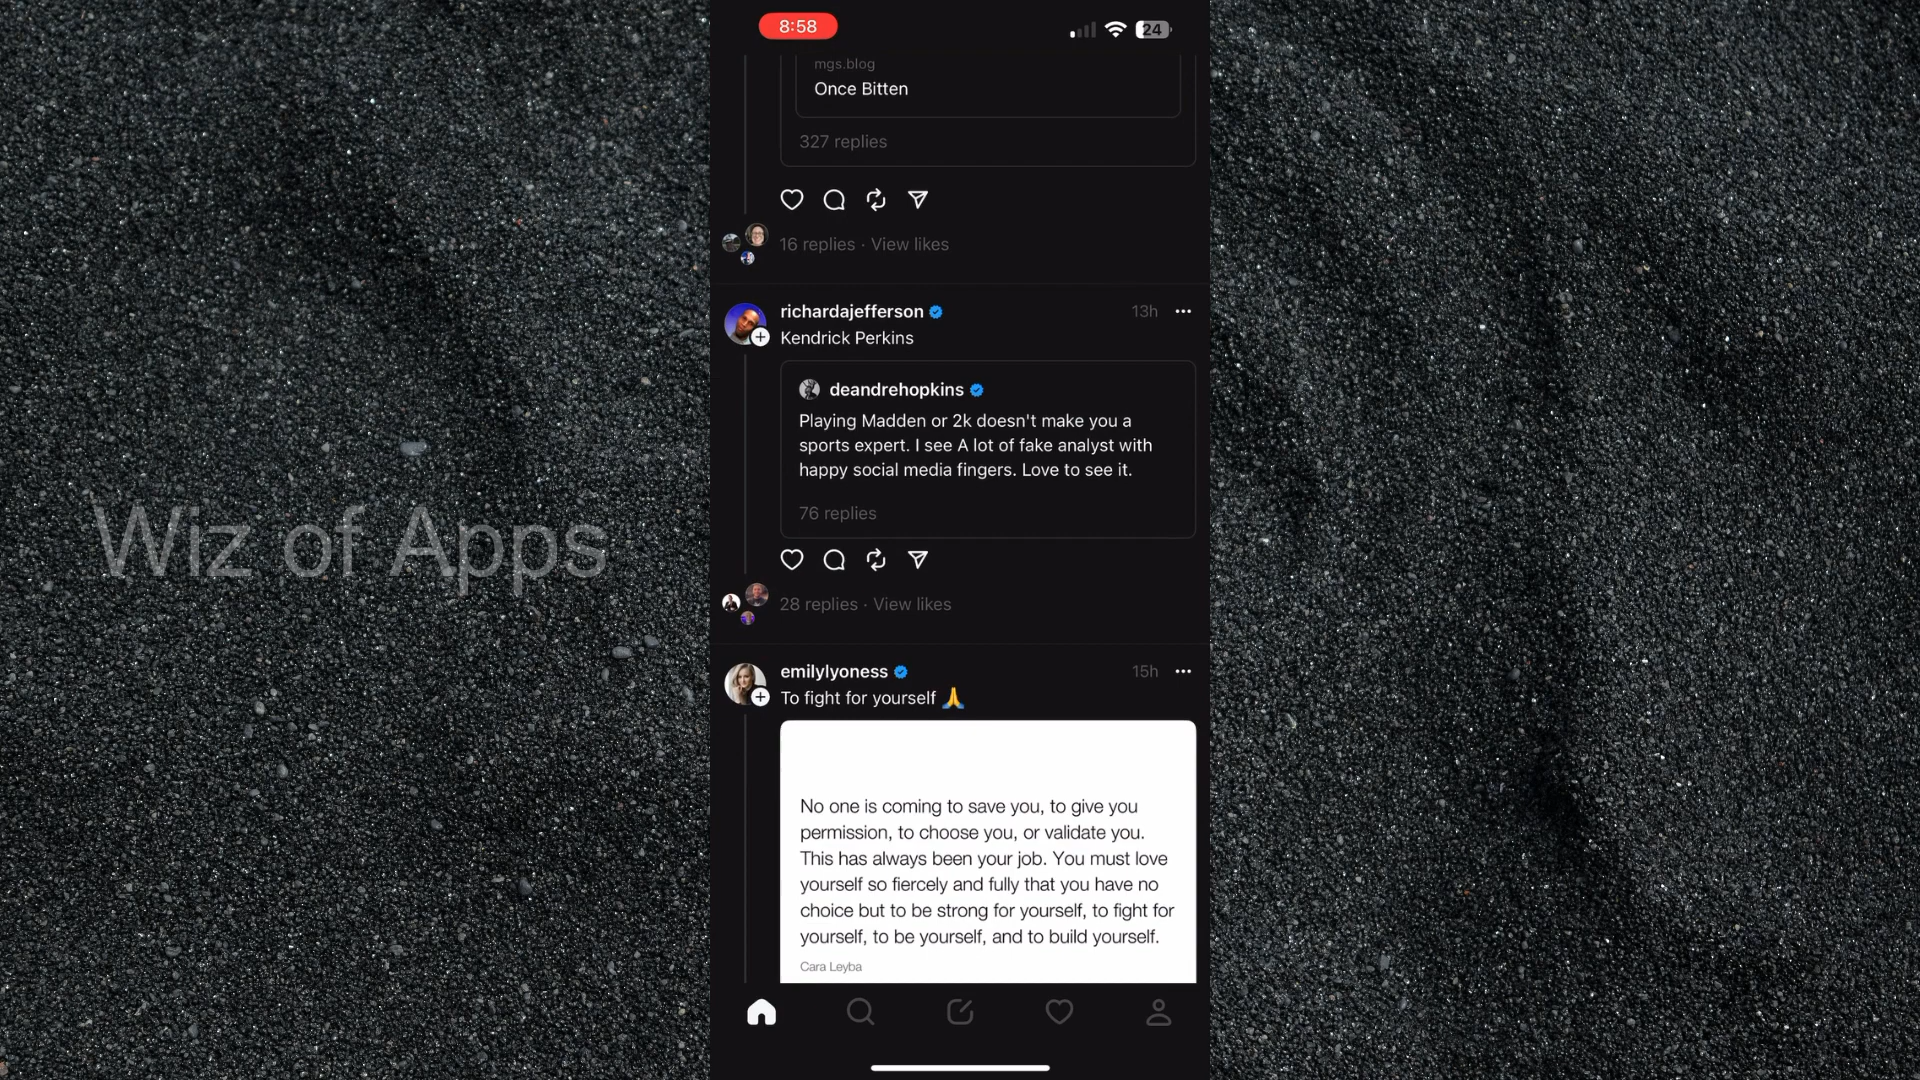 8:58
24
mgs.blog
Once Bitten
327 replies
16 replies · View likes
richardajefferson
13h
Kendrick Perkins
deandrehopkins
Playing Madden or 2k doesn't make you a
sports expert. I see A lot of fake analyst with
happy social media fingers. Love to see it.
76 replies
28 replies · View likes
emilylyoness
15h
To fight for yourself 🙏
No one is coming to save you, to give you
permission, to choose you, or validate you.
This has always been your job. You must love
yourself so fiercely and fully that you have no
choice but to be strong for yourself, to fight for
yourself, to be yourself, and to build yourself.
Cara Leyba
Wiz of Apps